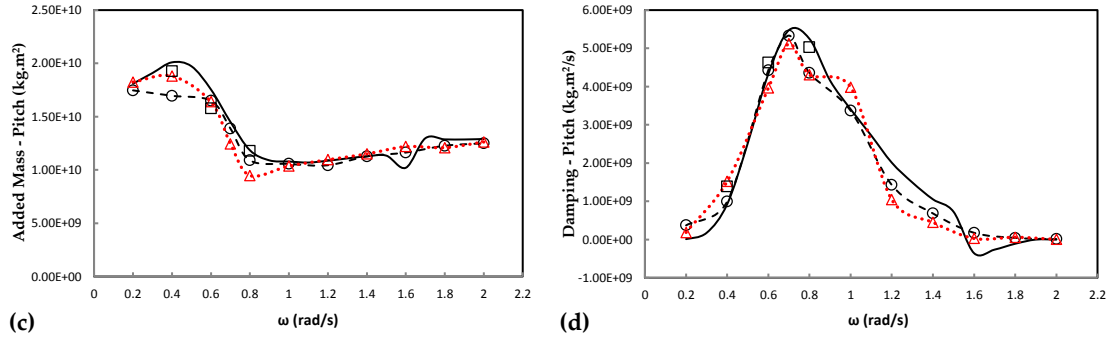 Added Mass - Pitch (kg.m²)
2.50E+10
2.00E+10
1.50E+10
1.00E+10
5.00E+09
0.00E+00
0 0.2 0.4 0.6 0.8 1 1.2 1.4 1.6 1.8 2 2.2
ω (rad/s)
(c)
Damping - Pitch (kg.m²/s)
6.00E+09
5.00E+09
4.00E+09
3.00E+09
2.00E+09
1.00E+09
0.00E+00
-1.00E+09
0 0.2 0.4 0.6 0.8 1 1.2 1.4 1.6 1.8 2 2.2
ω (rad/s)
(d)